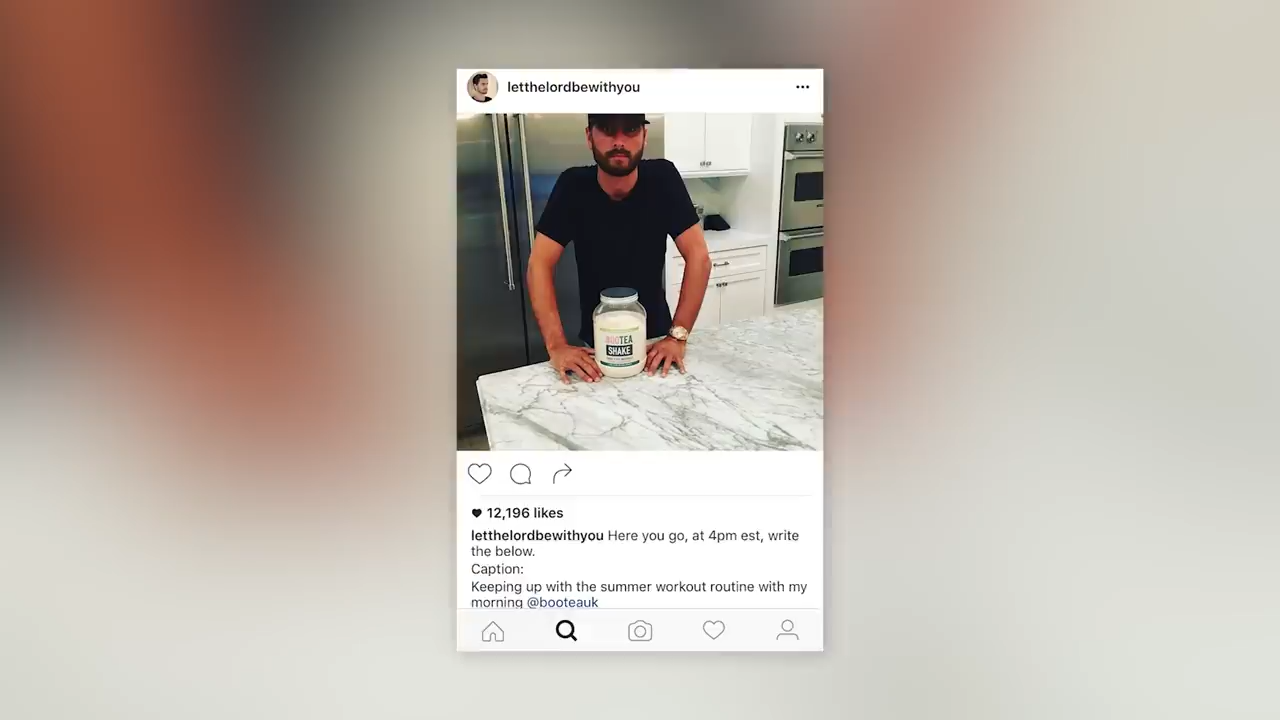 letthelordbewithyou
BOOTEA
SHAKE
12,196 likes
letthelordbewithyou Here you go, at 4pm est, write
the below.
Caption:
Keeping up with the summer workout routine with my
morning @booteauk